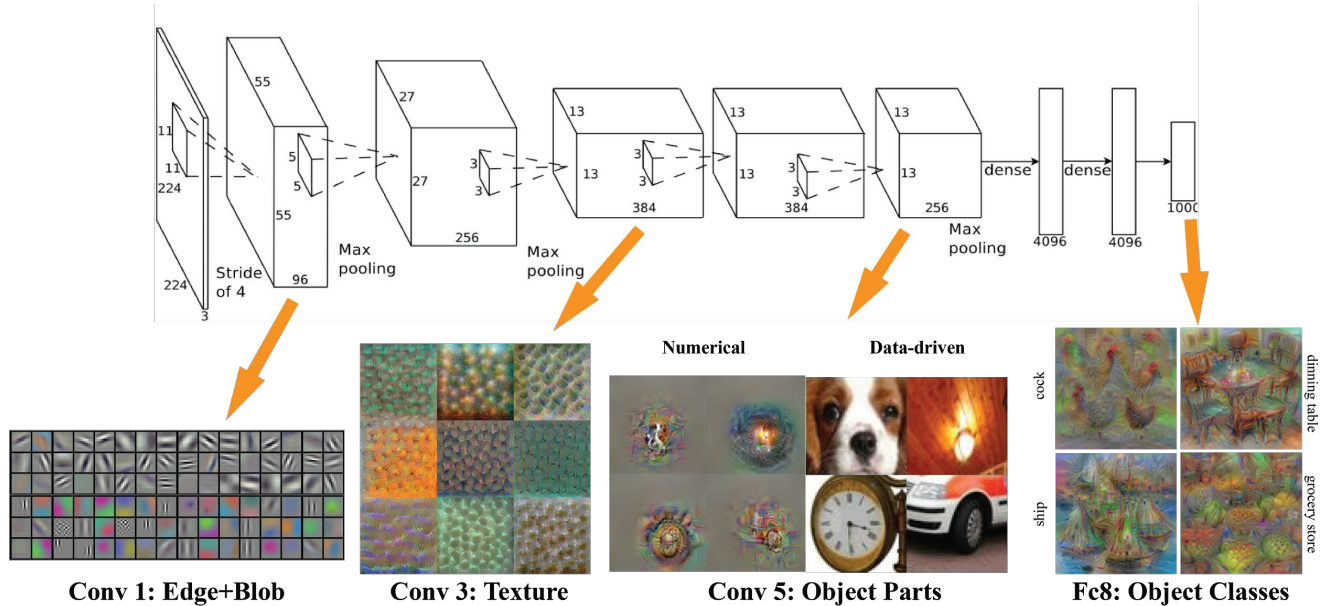 11
11
224
224
3
Stride
of 4
55
5
5
55
96
Max
pooling
27
27
3
3
256
Max
pooling
13
13
3
3
384
13
13
3
3
384
13
13
256
Max
pooling
dense
4096
dense
4096
1000
Numerical
Data-driven
cock
dinning table
ship
grocery store
Conv 1: Edge+Blob
Conv 3: Texture
Conv 5: Object Parts
Fc8: Object Classes